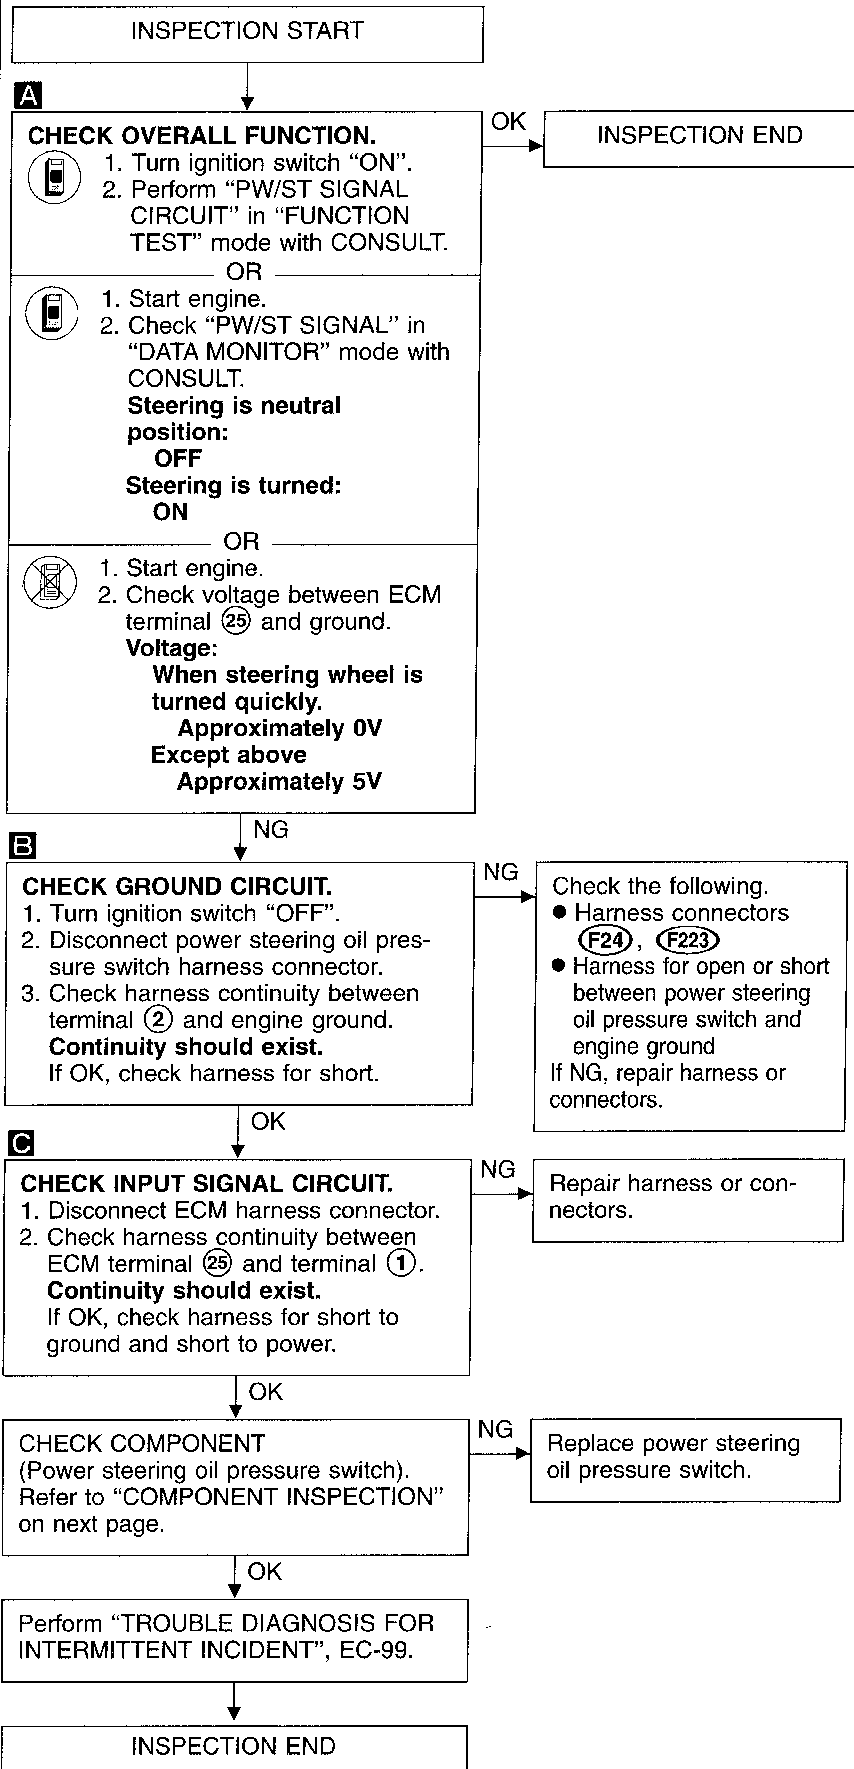 INSPECTION START
A
CHECK OVERALL FUNCTION.
1. Turn ignition switch “ON”.
2. Perform “PW/ST SIGNAL
CIRCUIT” in “FUNCTION
TEST” mode with CONSULT.
OR
1. Start engine.
2. Check “PW/ST SIGNAL” in
“DATA MONITOR” mode with
CONSULT.
Steering is neutral
position:
OFF
Steering is turned:
ON
OR
1. Start engine.
2. Check voltage between ECM
terminal 25 and ground.
Voltage:
When steering wheel is
turned quickly.
Approximately 0V
Except above
Approximately 5V
OK
INSPECTION END
NG
B
CHECK GROUND CIRCUIT.
1. Turn ignition switch “OFF”.
2. Disconnect power steering oil pres-
sure switch harness connector.
3. Check harness continuity between
terminal 2 and engine ground.
Continuity should exist.
If OK, check harness for short.
NG
Check the following.
● Harness connectors
F24, F223
● Harness for open or short
between power steering
oil pressure switch and
engine ground
If NG, repair harness or
connectors.
OK
C
CHECK INPUT SIGNAL CIRCUIT.
1. Disconnect ECM harness connector.
2. Check harness continuity between
ECM terminal 25 and terminal 1.
Continuity should exist.
If OK, check harness for short to
ground and short to power.
NG
Repair harness or con-
nectors.
OK
CHECK COMPONENT
(Power steering oil pressure switch).
Refer to “COMPONENT INSPECTION”
on next page.
NG
Replace power steering
oil pressure switch.
OK
Perform “TROUBLE DIAGNOSIS FOR
INTERMITTENT INCIDENT”, EC-99.
INSPECTION END